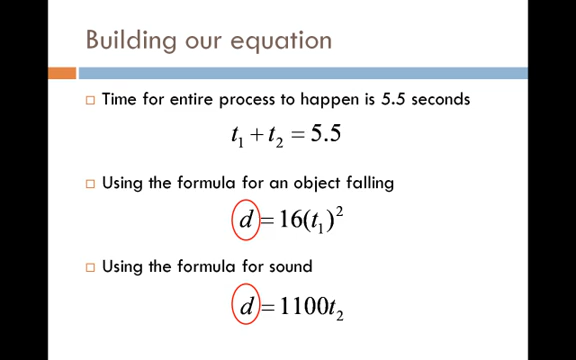 Building our equation
Time for entire process to happen is 5.5 seconds
t₁ + t₂ = 5.5
Using the formula for an object falling
d = 16(t₁)²
Using the formula for sound
d = 1100t₂